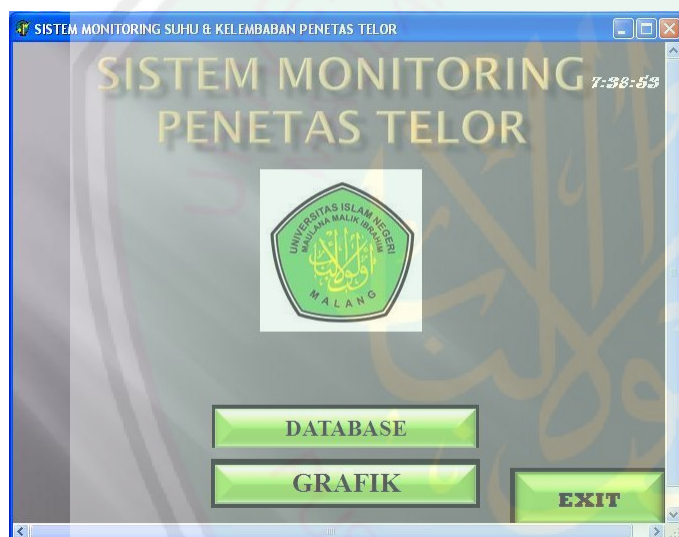 SISTEM MONITORING SUHU & KELEMBABAN PENETAS TELOR
SISTEM MONITORING
7:38:53
PENETAS TELOR
UNIVERSITAS ISLAM NEGERI
MAULANA MALIK IBRAHIM
MALANG
DATABASE
GRAFIK
EXIT